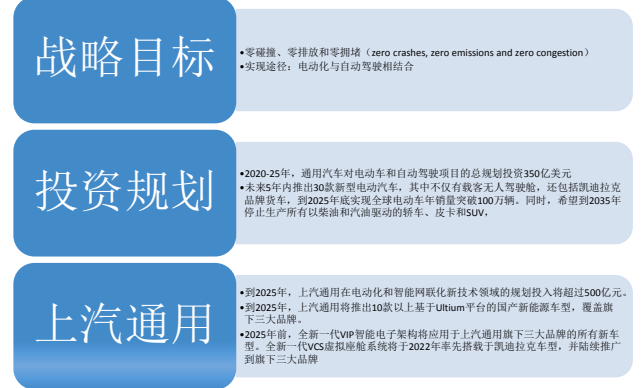 战略目标
•零碰撞、零排放和零拥堵（zero crashes, zero emissions and zero congestion）
•实现途径：电动化与自动驾驶相结合
投资规划
•2020-25年，通用汽车对电动车和自动驾驶项目的总规划投资350亿美元
•未来5年内推出30款新型电动汽车，其中不仅有载客无人驾驶舱，还包括凯迪拉克
品牌货车，到2025年底实现全球电动车年销量突破100万辆。同时，希望到2035年
停止生产所有以柴油和汽油驱动的轿车、皮卡和SUV，
上汽通用
•到2025年，上汽通用在电动化和智能网联化新技术领域的规划投入将超过500亿元。
•到2025年，上汽通用将推出10款以上基于Ultium平台的国产新能源车型，覆盖旗
下三大品牌。
•2025年前，全新一代VIP智能电子架构将应用于上汽通用旗下三大品牌的所有新车
型。全新一代VCS虚拟座舱系统将于2022年率先搭载于凯迪拉克车型，并陆续推广
到旗下三大品牌